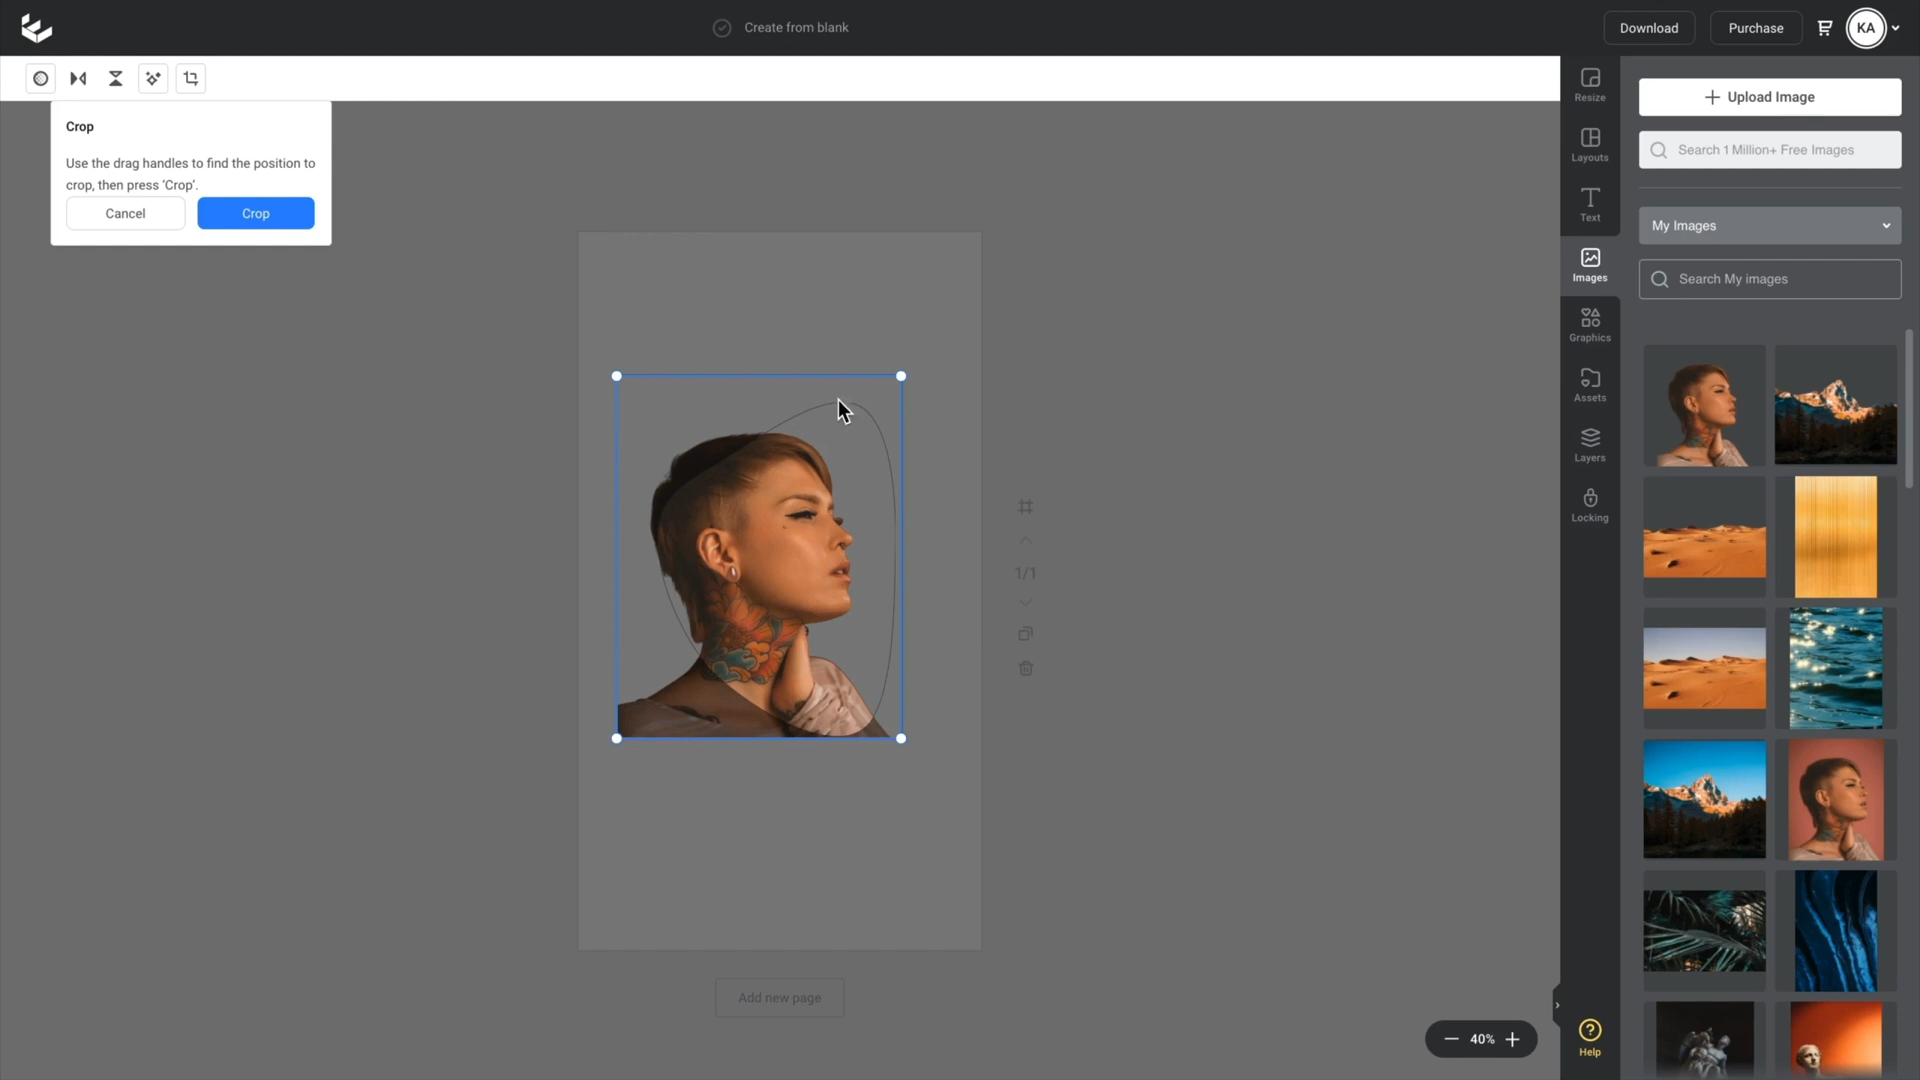 Create from blank
Download
Purchase
KA
Crop
Use the drag handles to find the position to
crop, then press ‘Crop’.
Cancel
Crop
1/1
Add new page
40%
Resize
Layouts
Text
Images
Graphics
Assets
Layers
Locking
Help
Upload Image
Search 1 Million+ Free Images
My Images
Search My images